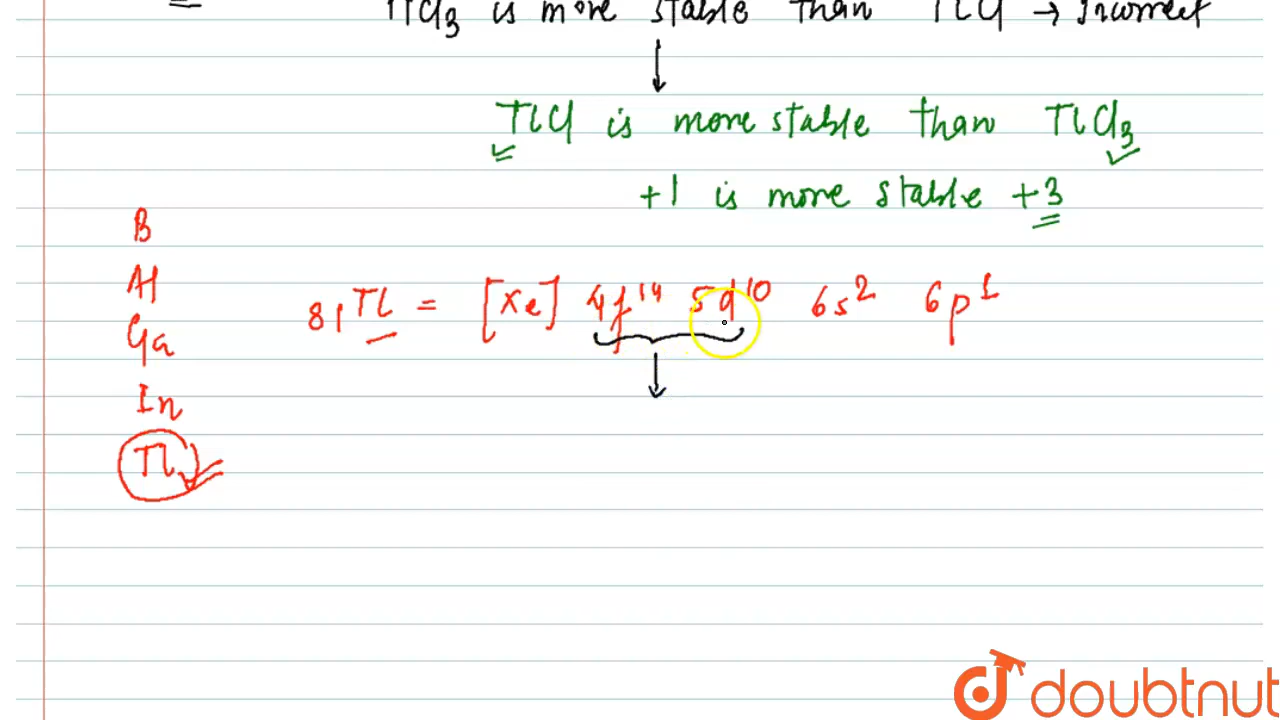 TlCl3 is more stable than TlCl → Incorrect
TlCl is more stable than TlCl3
+1 is more stable +3
B
Al
81Tl = [Xe] 4f14 5d10 6s2 6p1
Ga
In
Tl
doubtnut